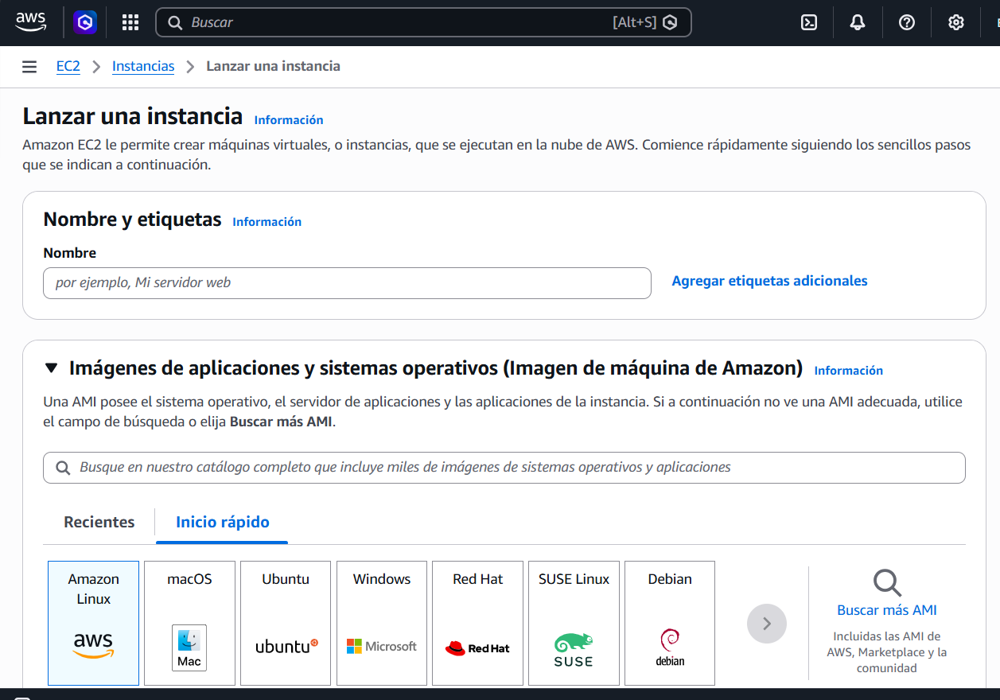 aws
Buscar
[Alt+S]
EC2
Instancias
Lanzar una instancia
Lanzar una instancia
Información
Amazon EC2 le permite crear máquinas virtuales, o instancias, que se ejecutan en la nube de AWS. Comience rápidamente siguiendo los sencillos pasos
que se indican a continuación.
Nombre y etiquetas
Información
Nombre
por ejemplo, Mi servidor web
Agregar etiquetas adicionales
Imágenes de aplicaciones y sistemas operativos (Imagen de máquina de Amazon)
Información
Una AMI posee el sistema operativo, el servidor de aplicaciones y las aplicaciones de la instancia. Si a continuación no ve una AMI adecuada, utilice
el campo de búsqueda o elija Buscar más AMI.
Busque en nuestro catálogo completo que incluye miles de imágenes de sistemas operativos y aplicaciones
Recientes
Inicio rápido
Amazon
Linux
aws
macOS
Mac
Ubuntu
ubuntu
Windows
Microsoft
Red Hat
Red Hat
SUSE Linux
SUSE
Debian
debian
Buscar más AMI
Incluidas las AMI de
AWS, Marketplace y la
comunidad